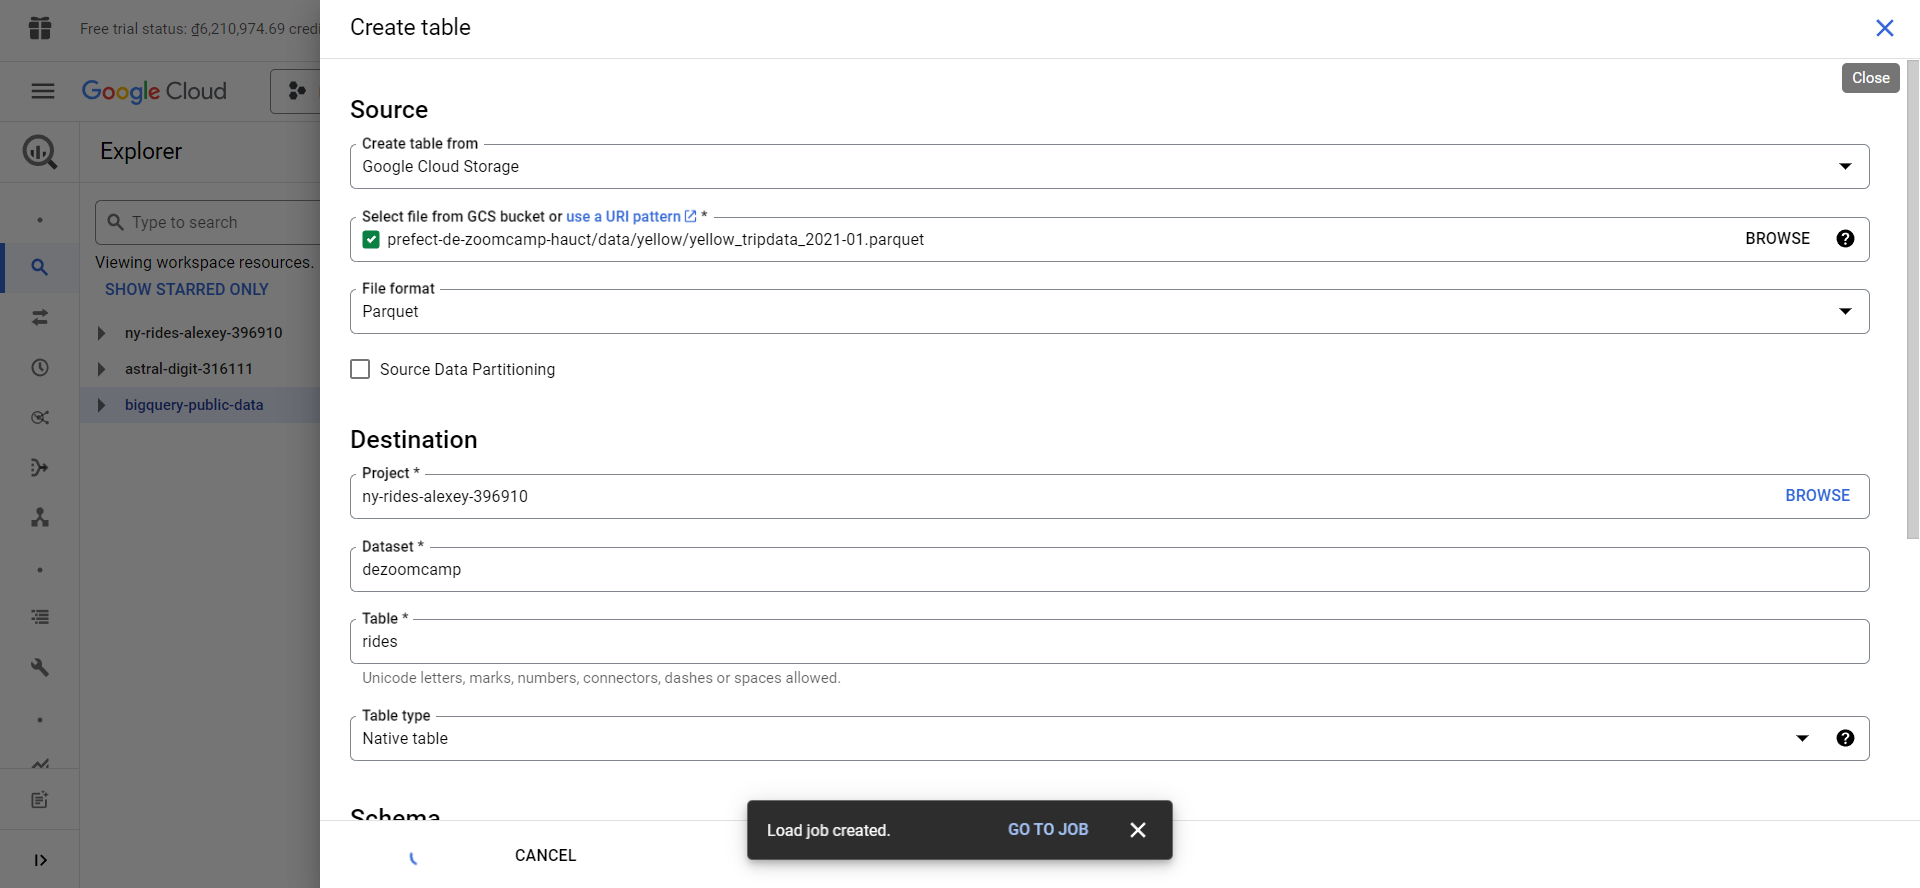 Free trial status: ₫6,210,974.69 credi
Create table
Close
Google Cloud
Explorer
Type to search
Viewing workspace resources.
SHOW STARRED ONLY
ny-rides-alexey-396910
astral-digit-316111
bigquery-public-data
Source
Create table from
Google Cloud Storage
Select file from GCS bucket or use a URI pattern *
prefect-de-zoomcamp-hauct/data/yellow/yellow_tripdata_2021-01.parquet
BROWSE
File format
Parquet
Source Data Partitioning
Destination
Project *
ny-rides-alexey-396910
BROWSE
Dataset *
dezoomcamp
Table *
rides
Unicode letters, marks, numbers, connectors, dashes or spaces allowed.
Table type
Native table
Schema
Load job created.
GO TO JOB
CANCEL